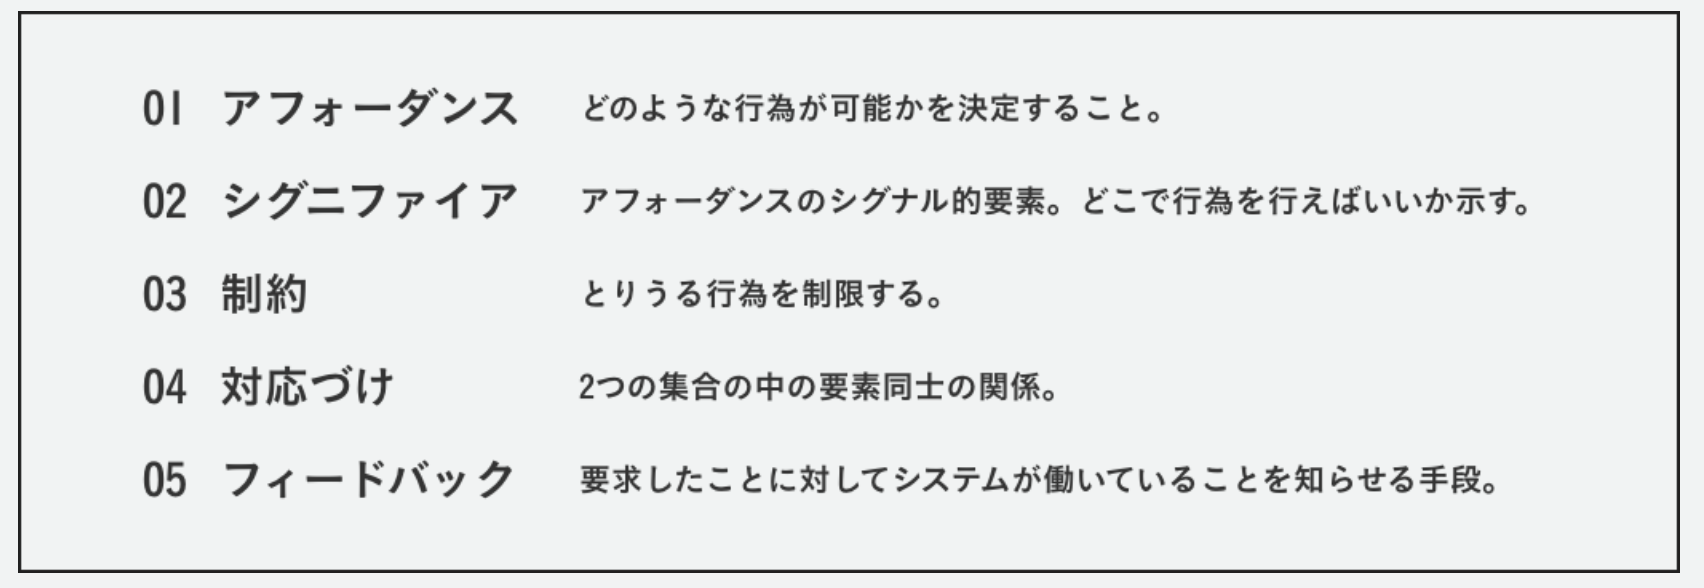 01 アフォーダンス どのような行為が可能かを決定すること。
02 シグニファイア アフォーダンスのシグナル的要素。どこで行為を行えばいいか示す。
03 制約 とりうる行為を制限する。
04 対応づけ 2つの集合の中の要素同士の関係。
05 フィードバック 要求したことに対してシステムが働いていることを知らせる手段。